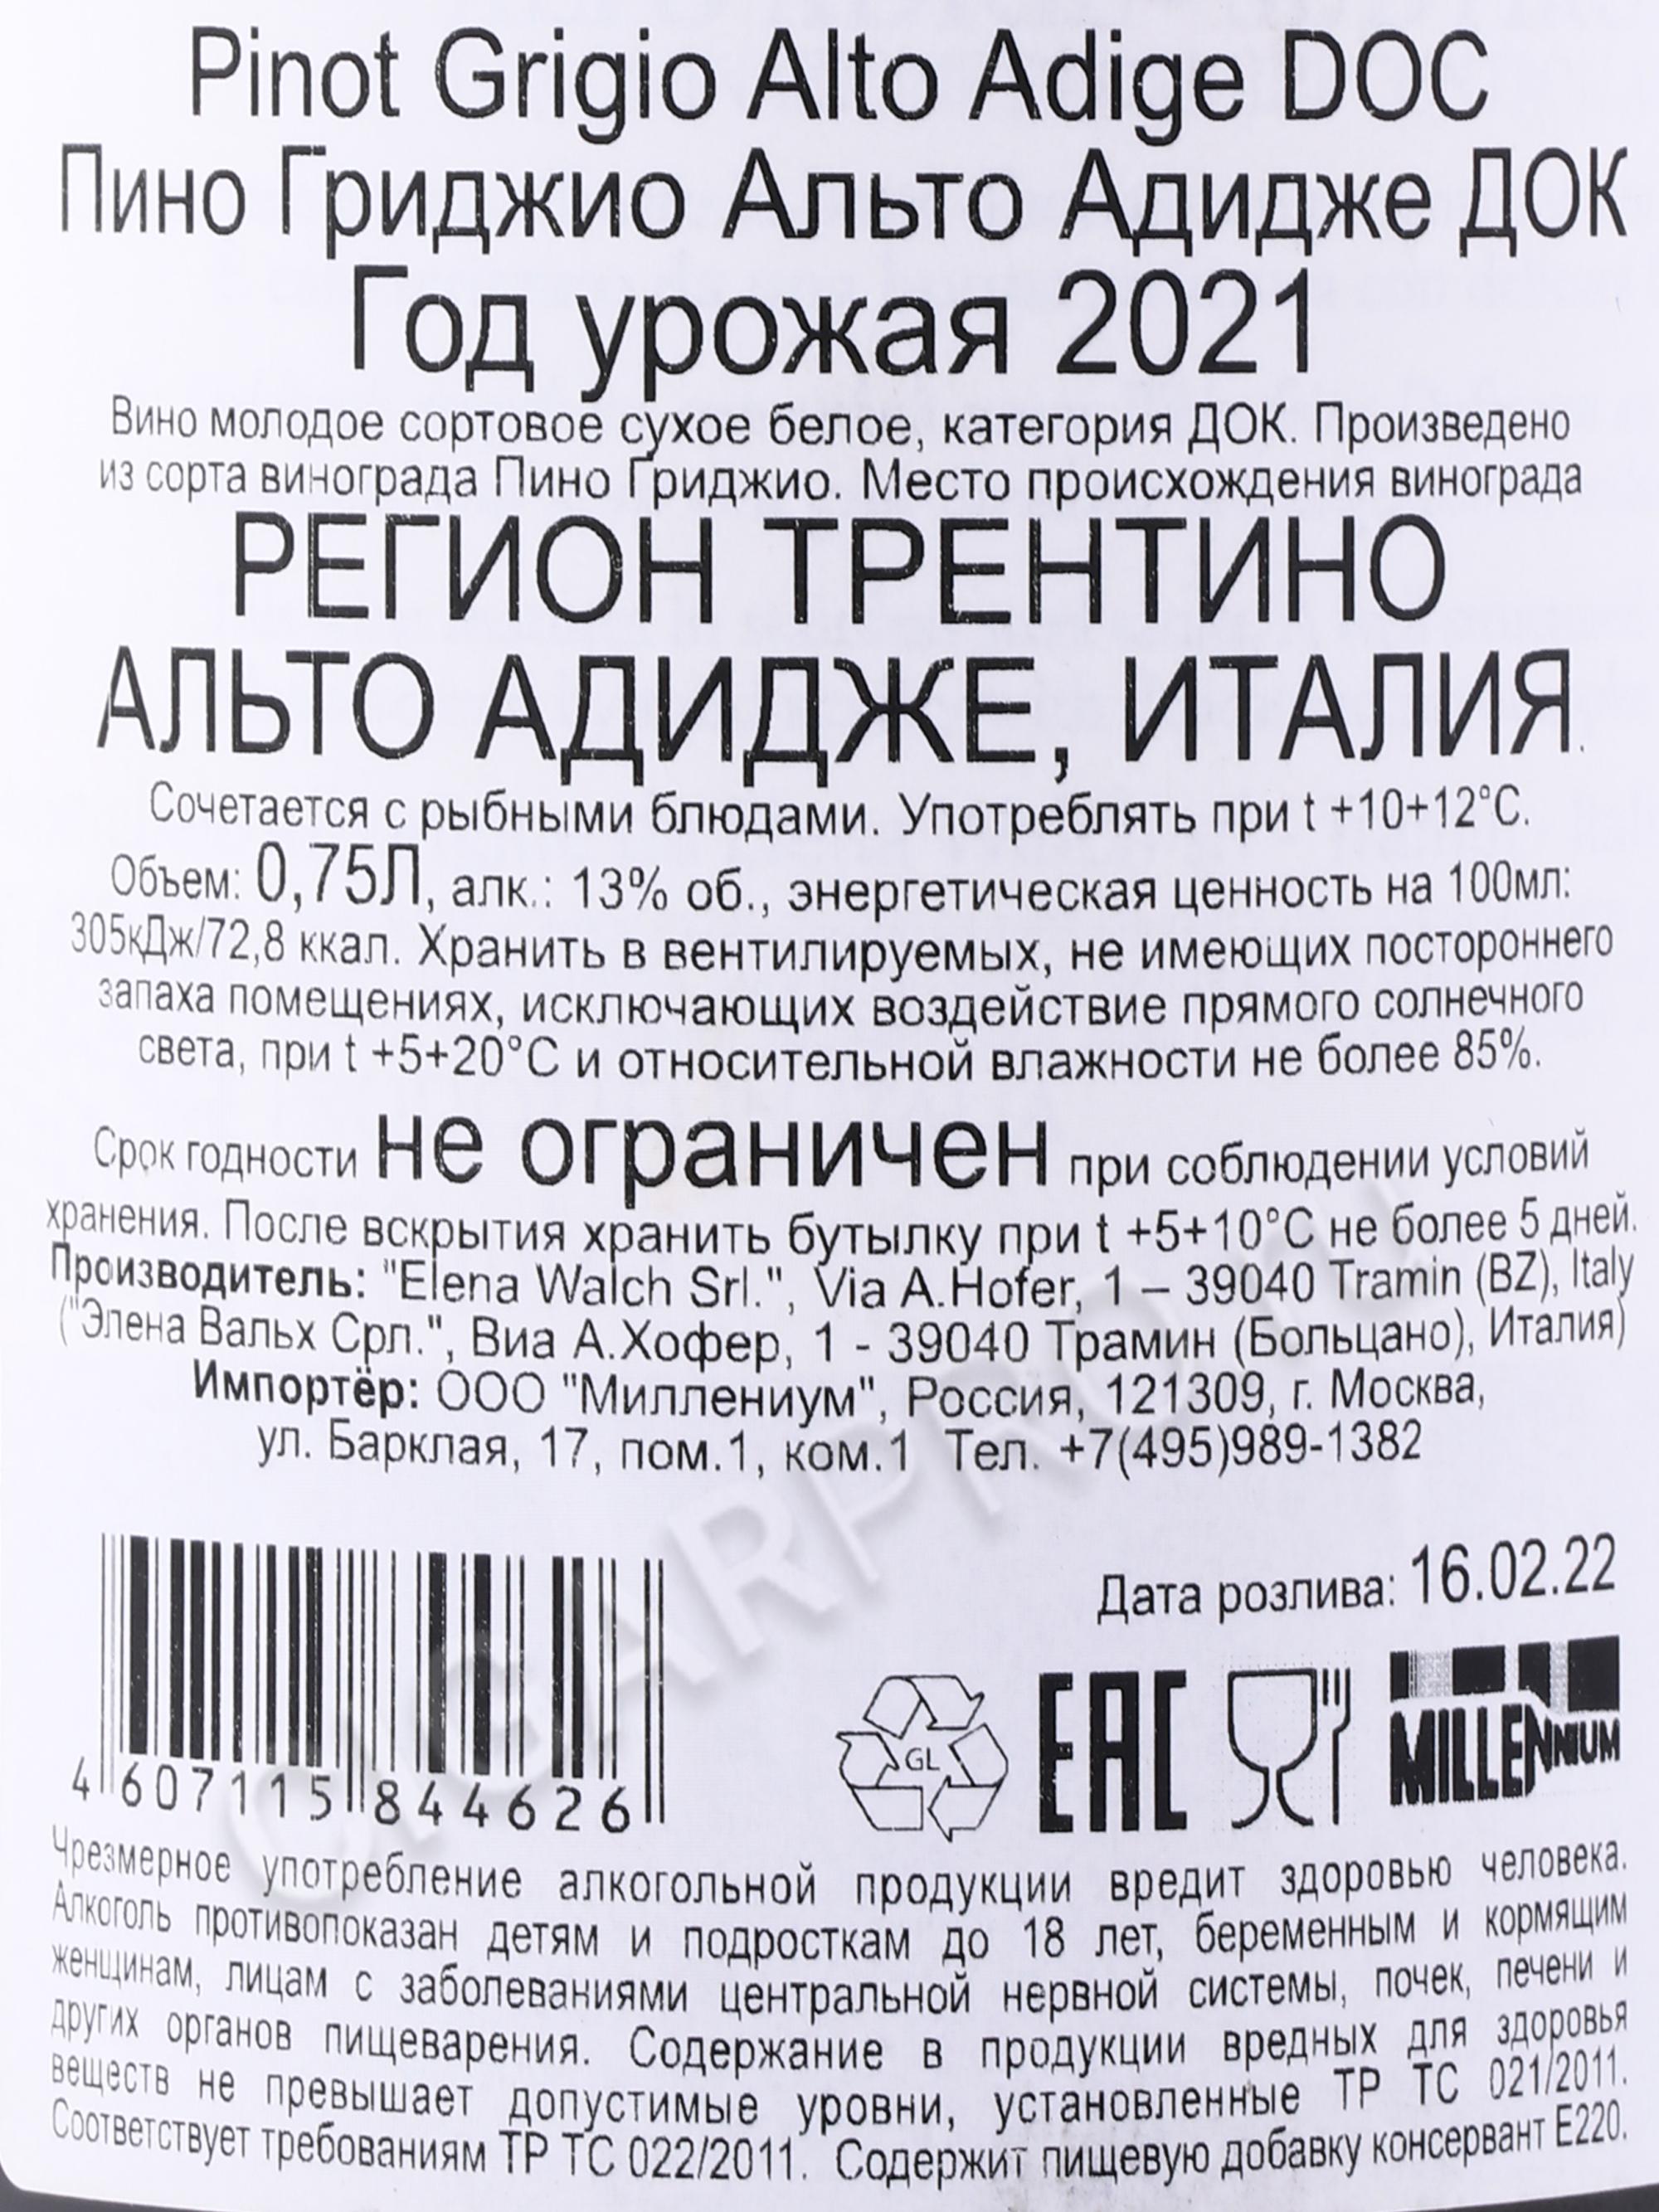 Pinot Grigio Alto Adige DOC
Пино Гриджио Альто Адидже ДОК
Год урожая 2021
Вино молодое сортовое сухое белое, категория ДОК. Произведено
из сорта винограда Пино Гриджио. Место происхождения винограда
РЕГИОН ТРЕНТИНО
АЛЬТО АДИДЖЕ, ИТАЛИЯ.
Сочетается с рыбными блюдами. Употреблять при t +10+12°C.
Объем: 0,75Л, алк.: 13% об., энергетическая ценность на 100мл:
305кДж/72,8 ккал. Хранить в вентилируемых, не имеющих постороннего
запаха помещениях, исключающих воздействие прямого солнечного
света, при t +5+20°C и относительной влажности не более 85%.
Срок годности не ограничен при соблюдении условий
хранения. После вскрытия хранить бутылку при t +5+10°C не более 5 дней.
Производитель: "Elena Walch Srl.", Via A.Hofer, 1 – 39040 Tramin (BZ), Italy
("Элена Вальх Срл.", Виа А.Хофер, 1 - 39040 Трамин (Больцано), Италия)
Импортёр: ООО "Миллениум", Россия, 121309, г. Москва,
ул. Барклая, 17, пом.1, ком.1 Тел. +7(495)989-1382
CIGARPRO.ru
Дата розлива: 16.02.22
GL
EAC
MILLENNIUM
4 607115 844626
Чрезмерное употребление алкогольной продукции вредит здоровью человека.
Алкоголь противопоказан детям и подросткам до 18 лет, беременным и кормящим
женщинам, лицам с заболеваниями центральной нервной системы, почек, печени и
других органов пищеварения. Содержание в продукции вредных для здоровья
веществ не превышает допустимые уровни, установленные ТР ТС 021/2011.
Соответствует требованиям ТР ТС 022/2011. Содержит пищевую добавку консервант Е220.